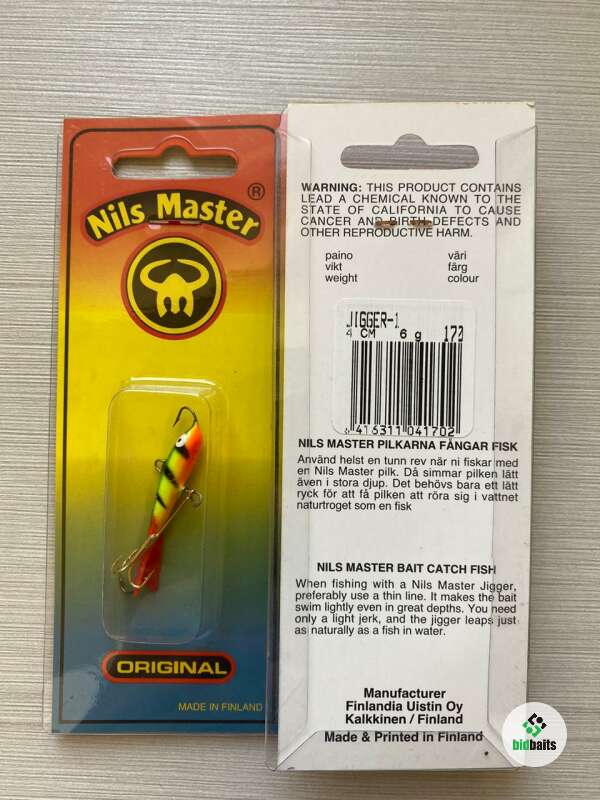 Nils Master
®
ORIGINAL
MADE IN FINLAND
WARNING: THIS PRODUCT CONTAINS
LEAD A CHEMICAL KNOWN TO THE
STATE OF CALIFORNIA TO CAUSE
CANCER AND BIRTH DEFECTS AND
OTHER REPRODUCTIVE HARM.
paino väri
vikt färg
weight colour
JIGGER-1
4 CM 6 g 170
6 416311 041702
NILS MASTER PILKARNA FÅNGAR FISK
Använd helst en tunn rev när ni fiskar med
en Nils Master pilk. Då simmar pilken lätt
även i stora djup. Det behövs bara ett lätt
ryck för att få pilken att röra sig i vattnet
naturtroget som en fisk
NILS MASTER BAIT CATCH FISH
When fishing with a Nils Master Jigger,
preferably use a thin line. It makes the bait
swim lightly even in great depths. You need
only a light jerk, and the jigger leaps just
as naturally as a fish in water.
Manufacturer
Finlandia Uistin Oy
Kalkkinen / Finland
Made & Printed in Finland
bidbaits